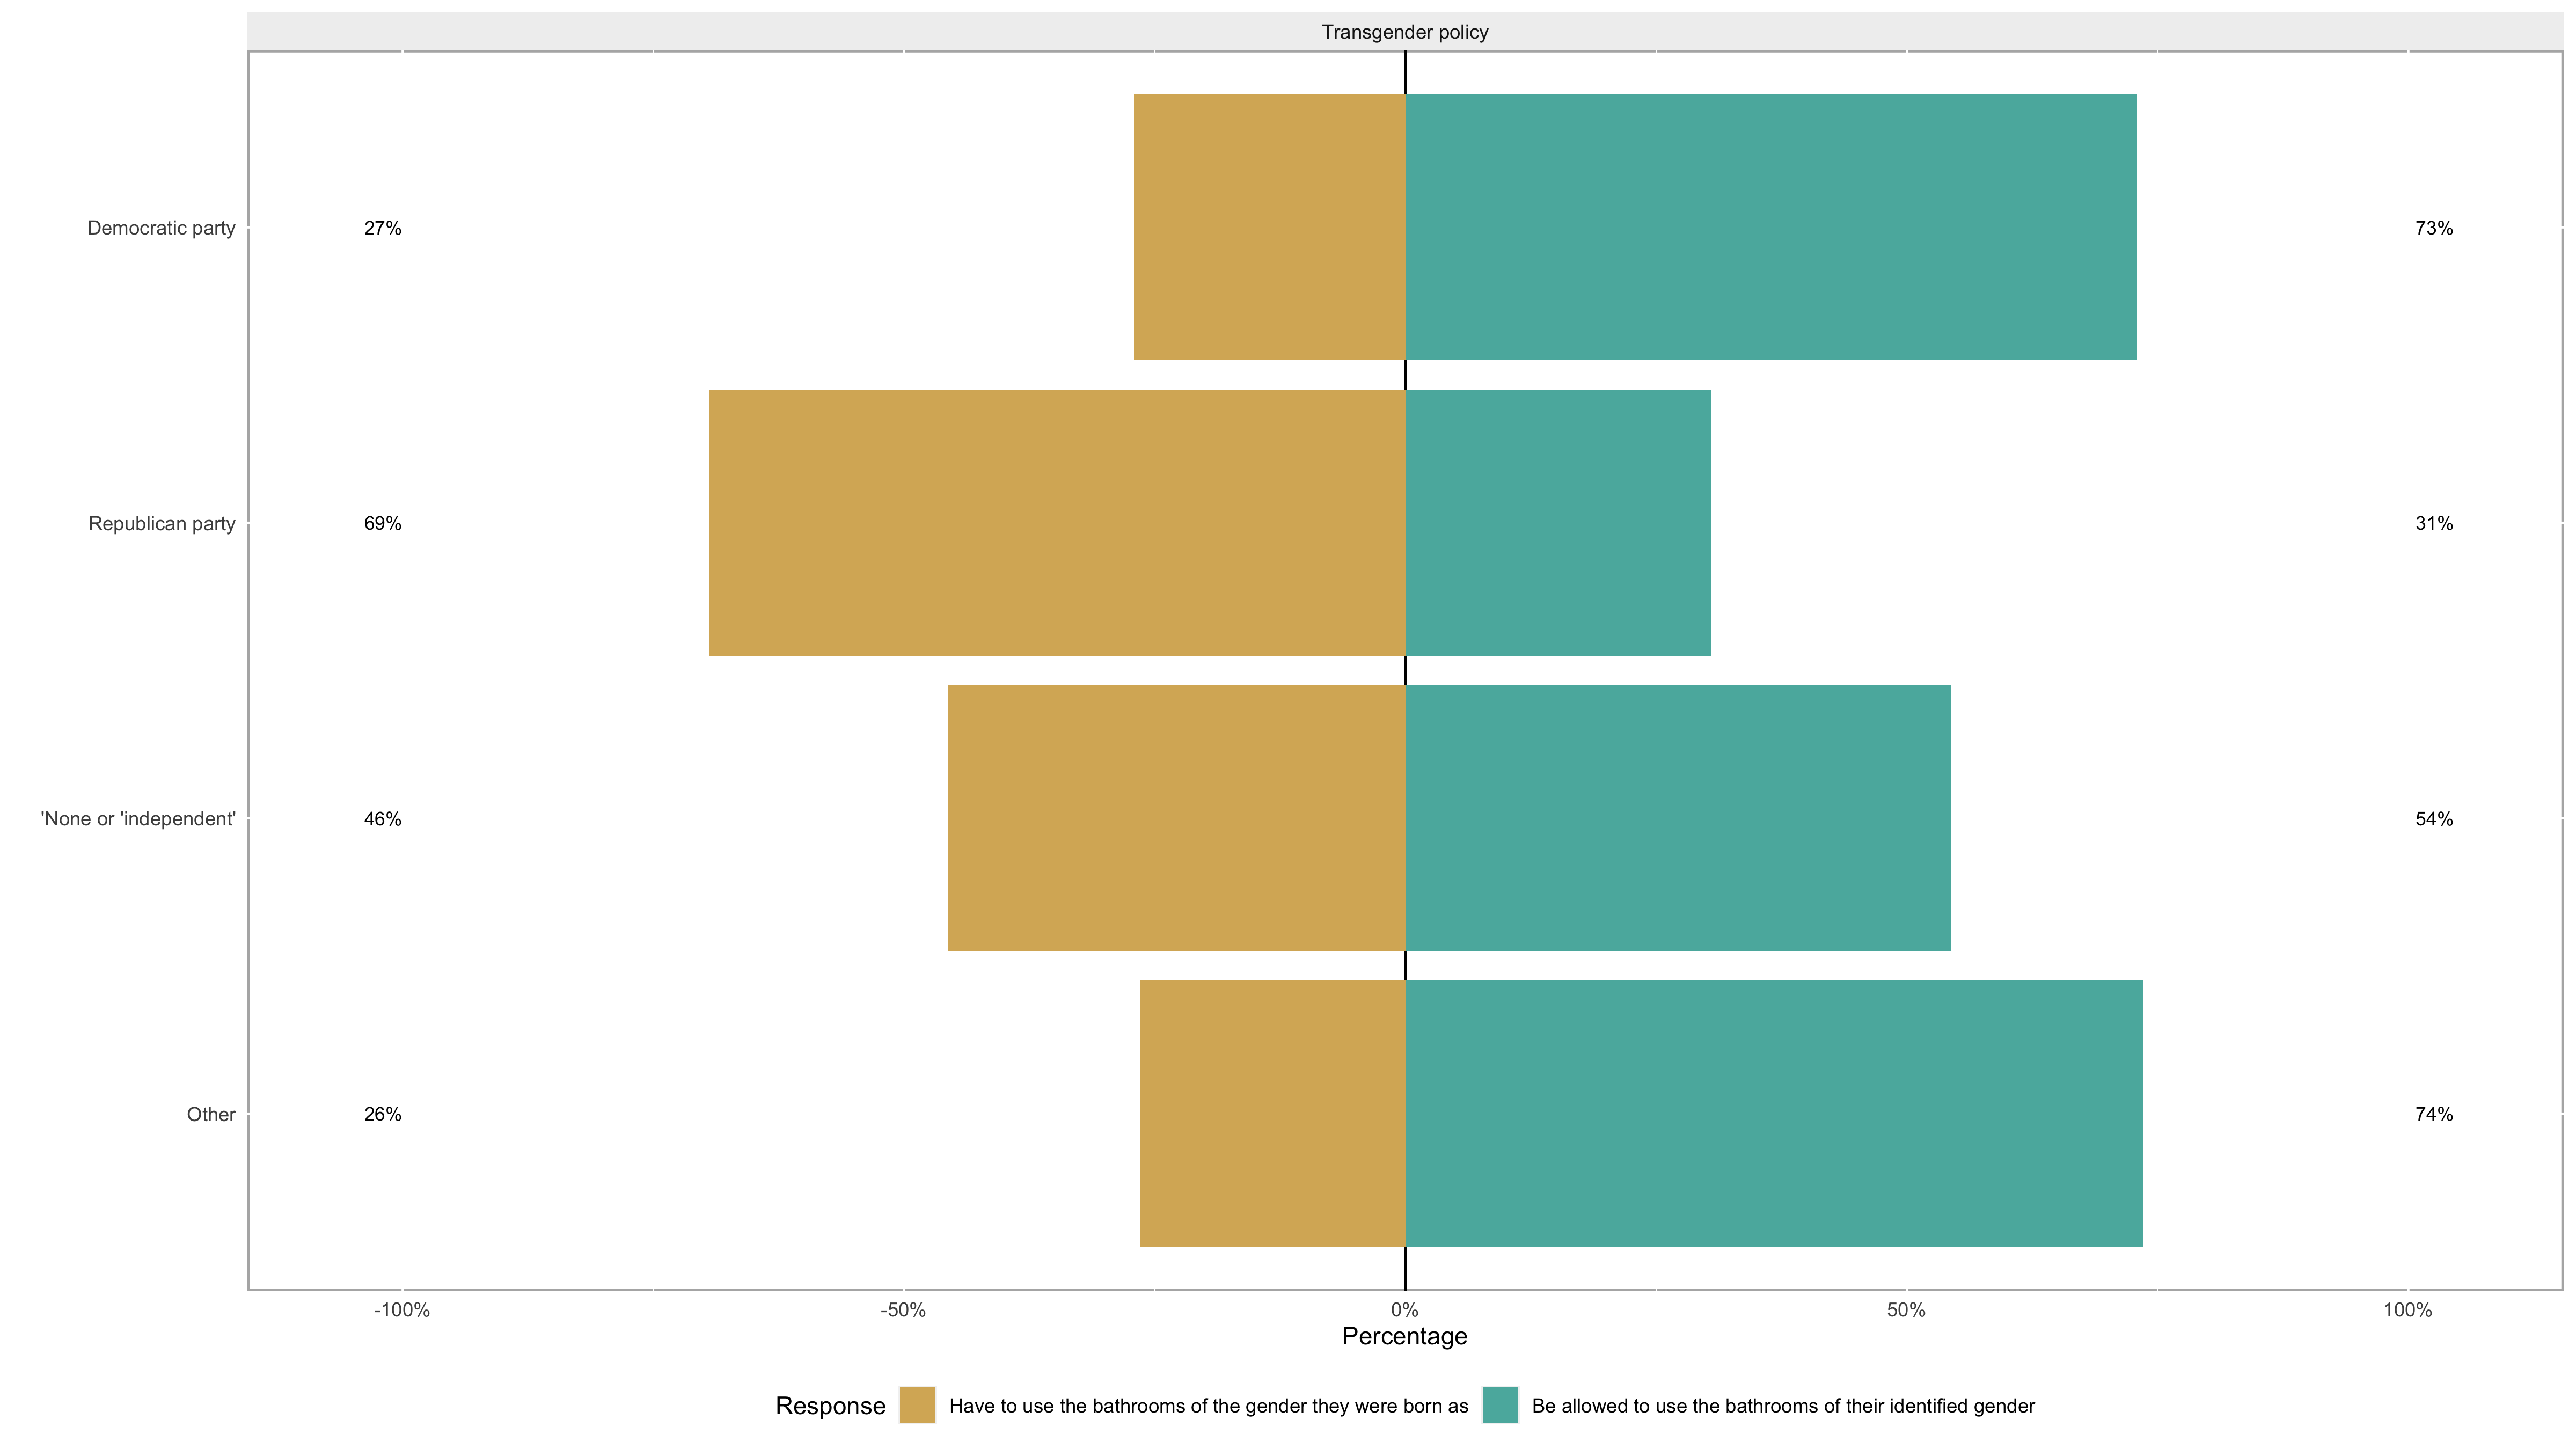 Transgender policy
Democratic party 27% 73%
Republican party 69% 31%
'None or 'independent' 46% 54%
Other 26% 74%
-100% -50% 0% 50% 100%
Percentage
Response Have to use the bathrooms of the gender they were born as Be allowed to use the bathrooms of their identified gender